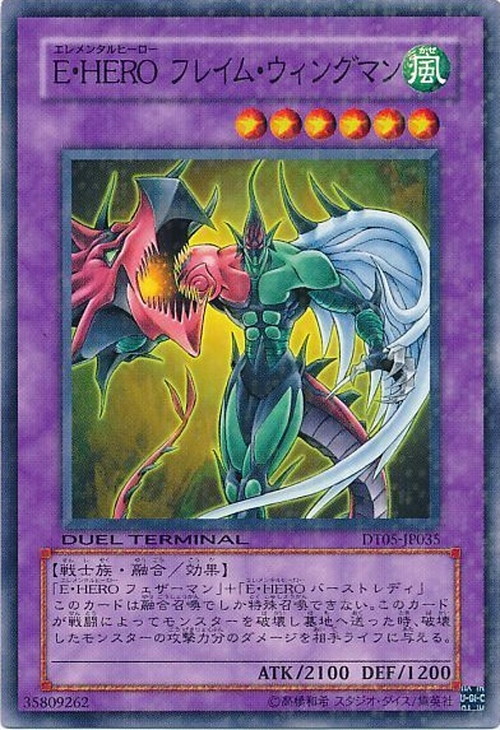 エレメンタルヒーロー
E・HERO フレイム・ウィングマン
かぜ
風
DUEL TERMINAL DT05-JP035
【戦士族・融合／効果】
「E・HERO フェザーマン」+「E・HERO バーストレディ」
このカードは融合召喚でしか特殊召喚できない。このカード
が戦闘によってモンスターを破壊し墓地へ送った時、破壊
したモンスターの攻撃力分のダメージを相手ライフに与える。
ATK/2100 DEF/1200
35809262 ©高橋和希 スタジオ・ダイス/集英社